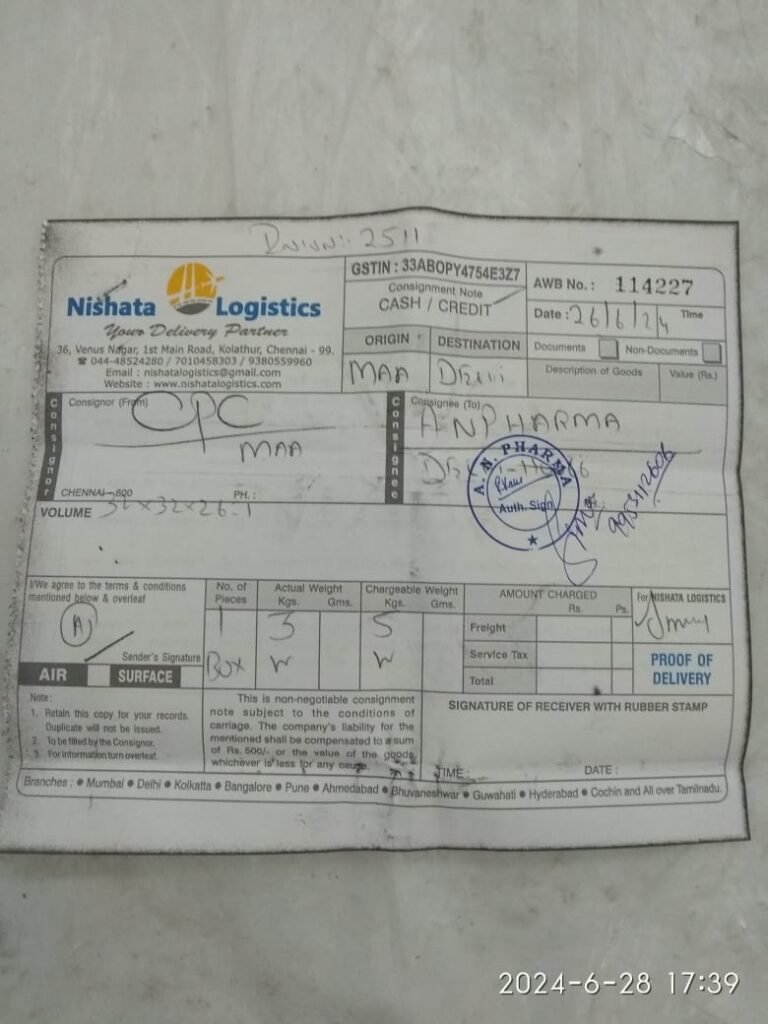 2511
Nishata Logistics
Your Delivery Partner
36, Venus Nagar, 1st Main Road, Kolathur, Chennai - 99.
☎ 044-48524280 / 7010458303 / 9380559960
Email : nishatalogistics@gmail.com
Website : www.nishatalogistics.com
GSTIN : 33ABOPY4754E3Z7
Consignment Note
CASH / CREDIT
AWB No. : 114227
Date : 26/6/24 Time
ORIGIN DESTINATION
MAA Delhi
Documents Non-Documents
Description of Goods Value (Rs.)
Consignor
Consignor (From)
CPC
MAA
CHENNAI - 600 PH. :
Consignee
Consignee (To)
AN PHARMA
A. N. PHARMA
Auth. Sign
VOLUME 32×32×26-1
I/We agree to the terms & conditions
mentioned below & overleaf
A
Sender's Signature
AIR SURFACE
No. of Pieces
1
Box
Actual Weight
Kgs. Gms.
3
W
Chargeable Weight
Kgs. Gms.
5
W
AMOUNT CHARGED
Rs. Ps.
Freight
Service Tax
Total
For NISHATA LOGISTICS
PROOF OF
DELIVERY
Note :
1. Retain this copy for your records.
Duplicate will not be issued.
2. To be filled by the Consignor.
3. For information turn overleaf.
This is non-negotiable consignment
note subject to the conditions of
carriage. The company's liability for the
mentioned shall be compensated to a sum
of Rs. 500/- or the value of the goods
whichever is less for any cause.
SIGNATURE OF RECEIVER WITH RUBBER STAMP
TIME : DATE :
Branches : ● Mumbai ● Delhi ● Kolkatta ● Bangalore ● Pune ● Ahmedabad ● Bhuvaneshwar ● Guwahati ● Hyderabad ● Cochin and All over Tamilnadu.
2024-6-28 17:39